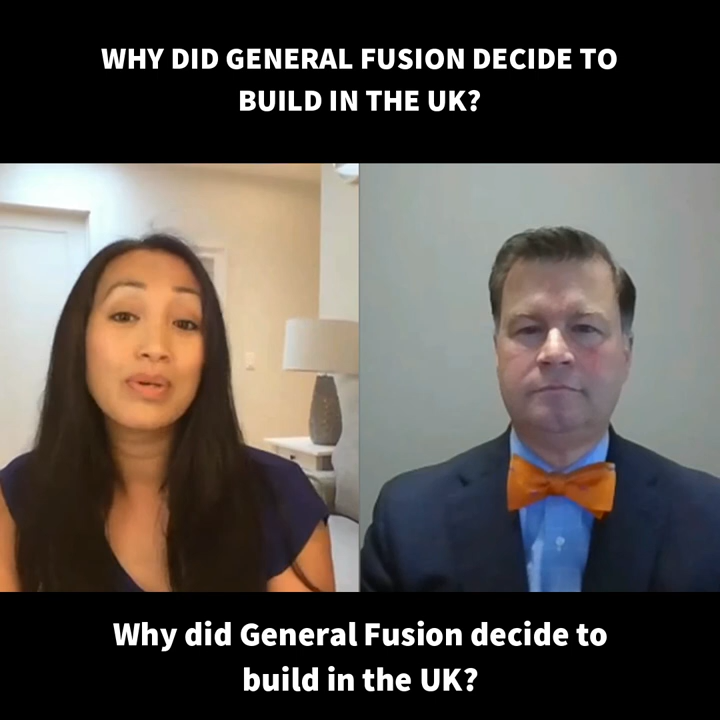 WHY DID GENERAL FUSION DECIDE TO
BUILD IN THE UK?
Why did General Fusion decide to
build in the UK?